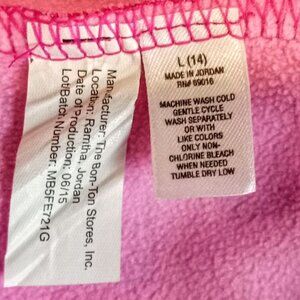 Manufacturer: The Bon-Ton Stores, Inc.
Location: Ramtha, Jordan
Date of Production: 06/15
Lot/Batch Number: MB5FE721G
L (14)
MADE IN JORDAN
RN# 69016
MACHINE WASH COLD
GENTLE CYCLE
WASH SEPARATELY
OR WITH
LIKE COLORS
ONLY NON-
CHLORINE BLEACH
WHEN NEEDED
TUMBLE DRY LOW